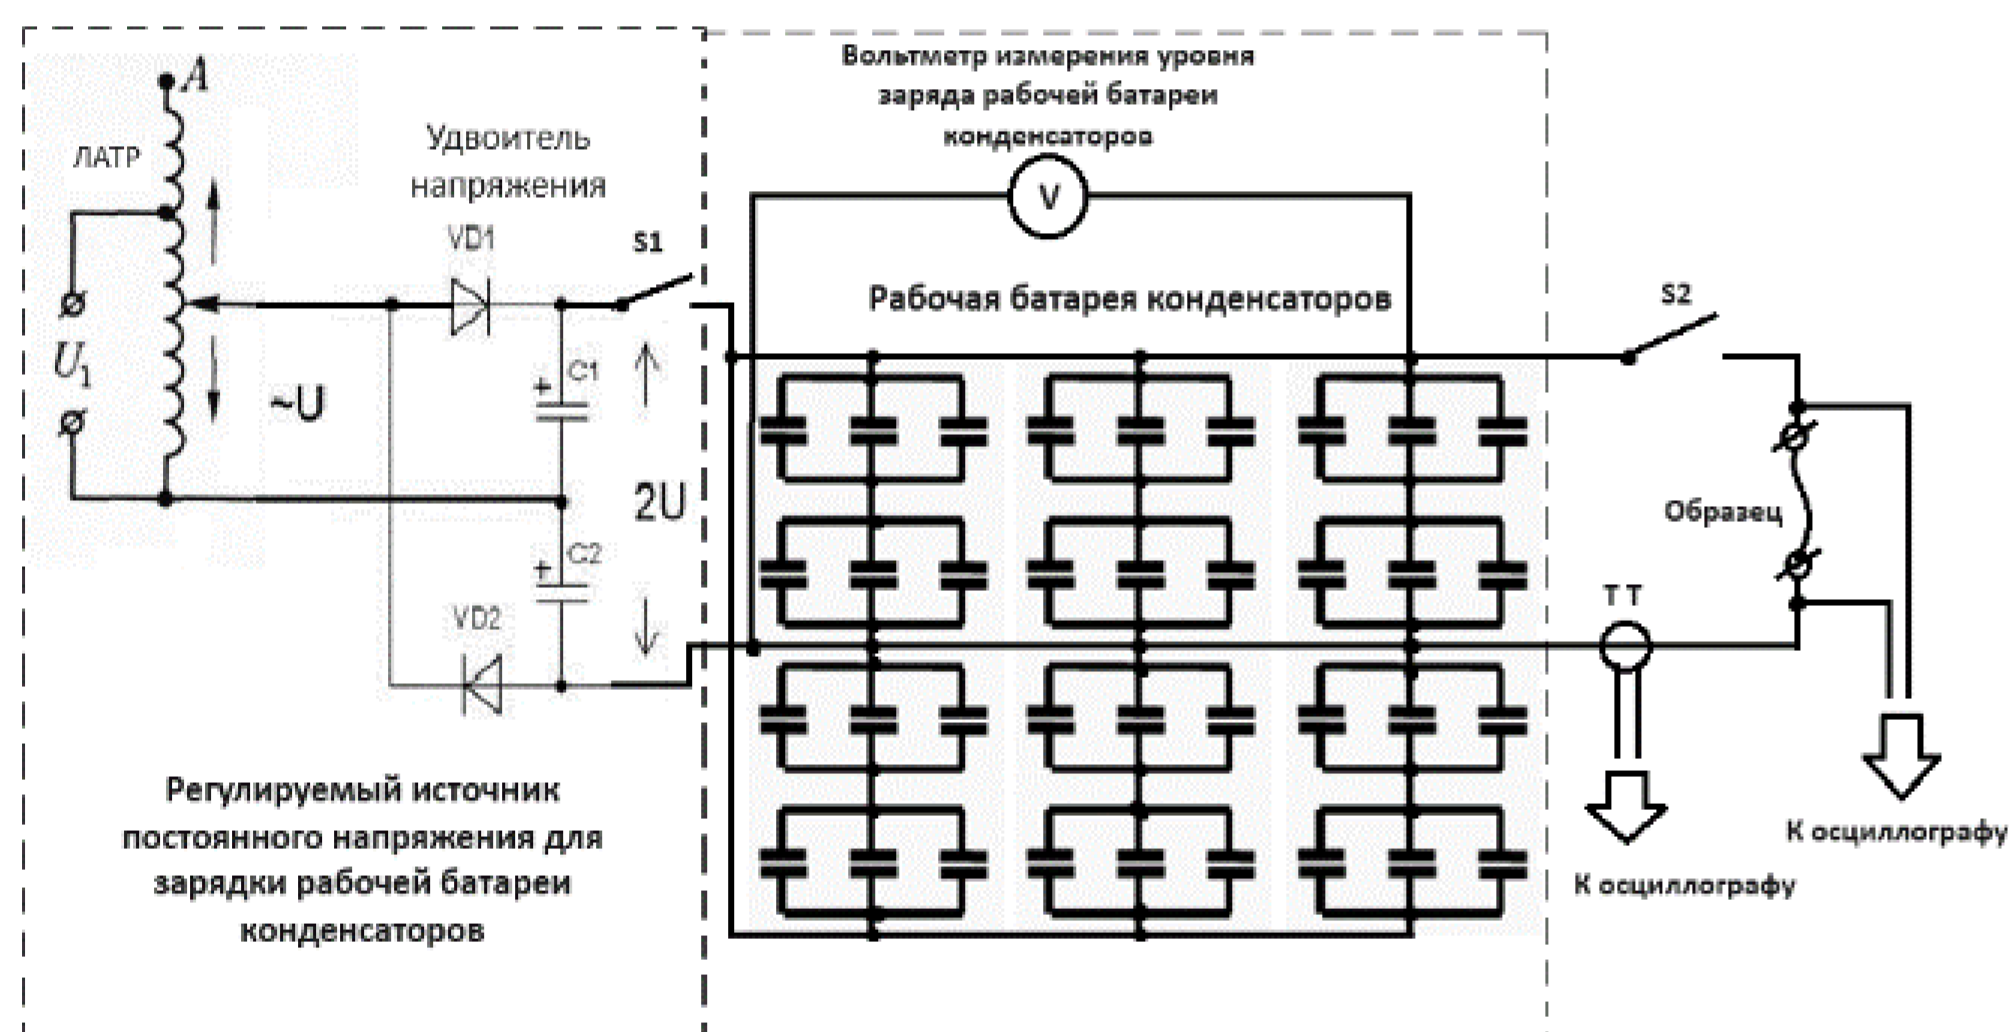 Вольтметр измерения уровня
заряда рабочей батареи
конденсаторов
A
ЛАТР
Удвоитель
напряжения
V
VD1
S1
Рабочая батарея конденсаторов
S2
U1
~U
+ C1
2U
Образец
+ C2
VD2
ТТ
Регулируемый источник
постоянного напряжения для
зарядки рабочей батареи
конденсаторов
К осциллографу
К осциллографу